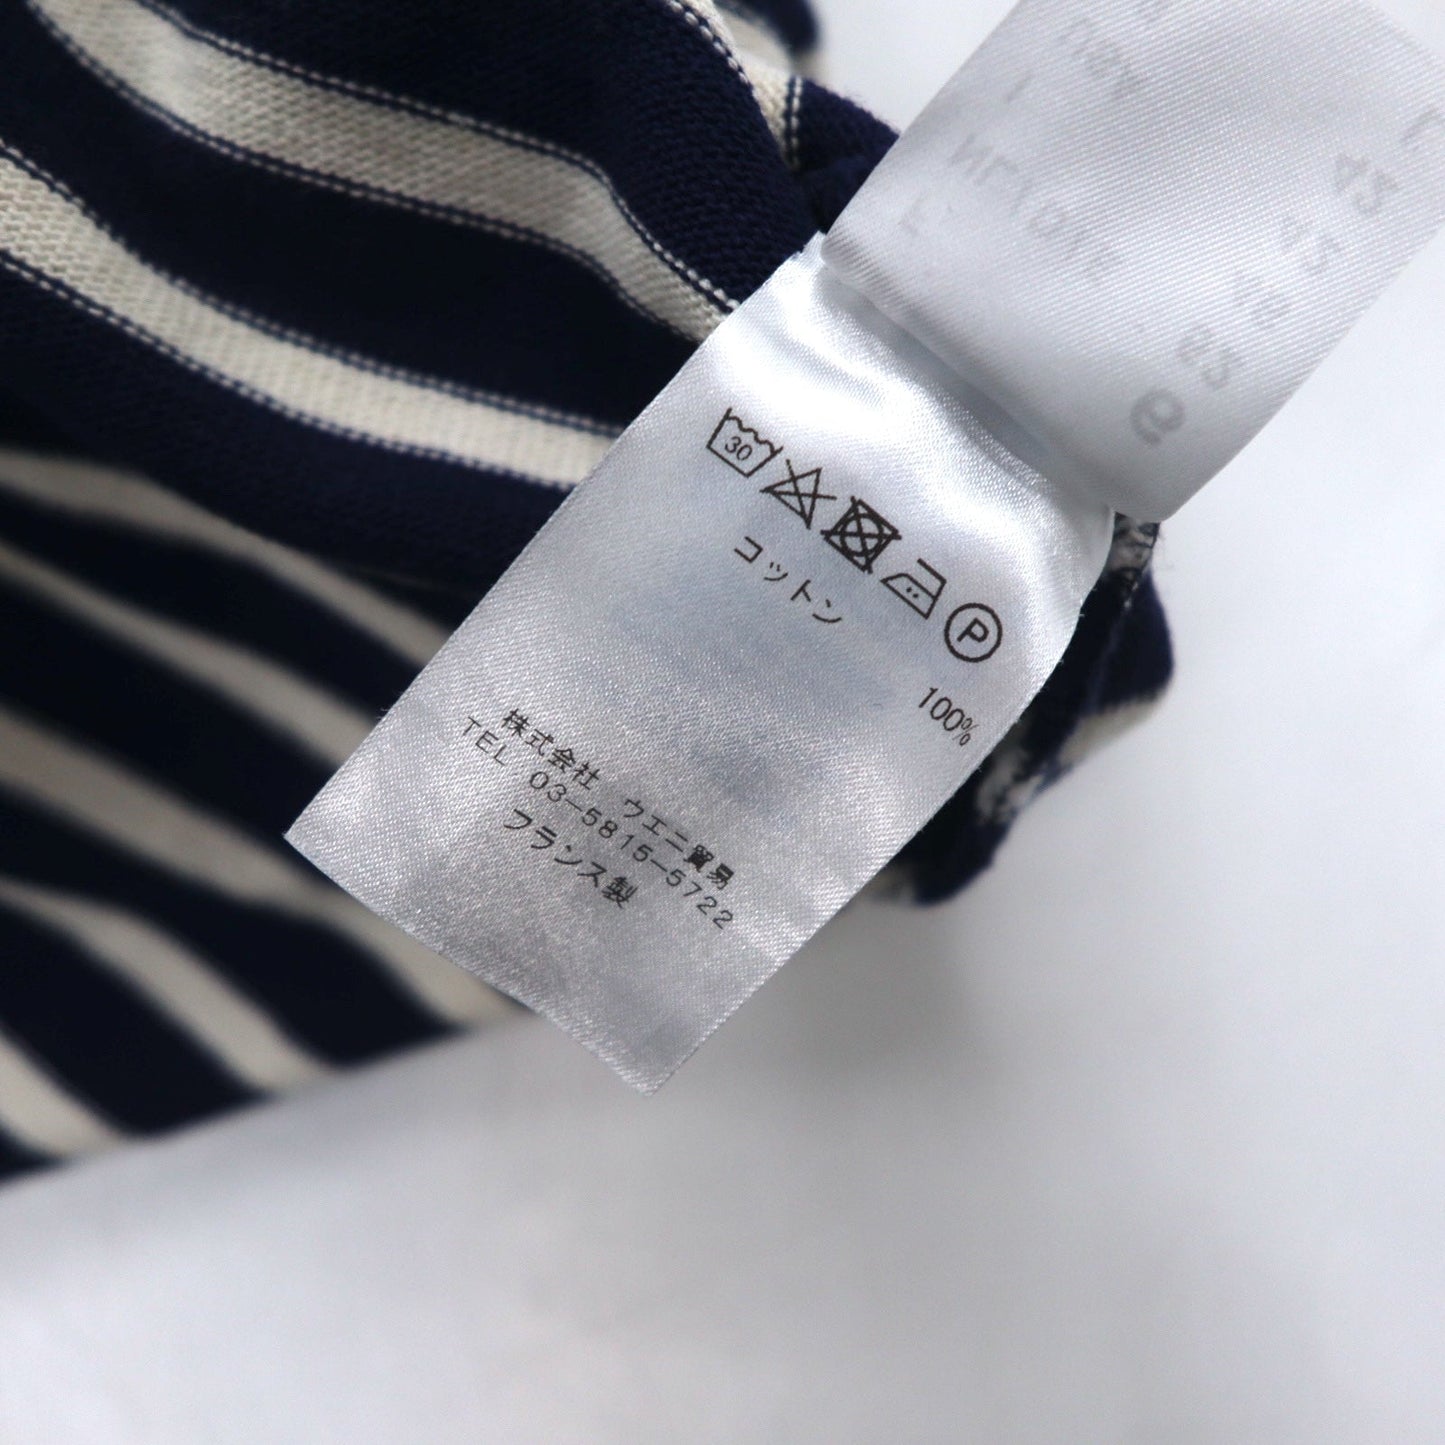 30
P
コットン 100%
株式会社 ウエニ貿易
TEL 03-5815-5722
フランス製